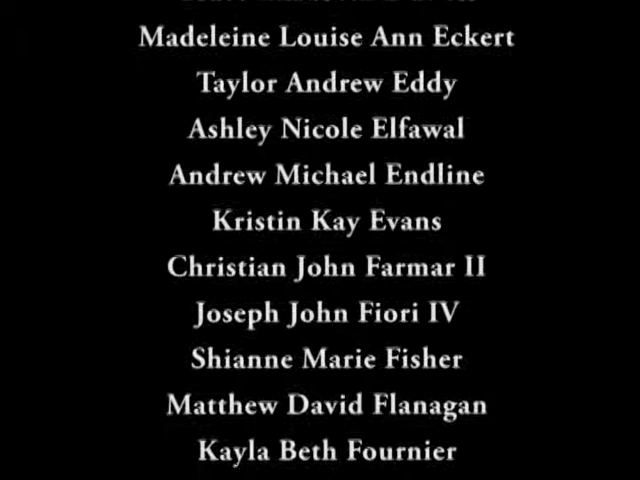 Madeleine Louise Ann Eckert
Taylor Andrew Eddy
Ashley Nicole Elfawal
Andrew Michael Endline
Kristin Kay Evans
Christian John Farmar II
Joseph John Fiori IV
Shianne Marie Fisher
Matthew David Flanagan
Kayla Beth Fournier